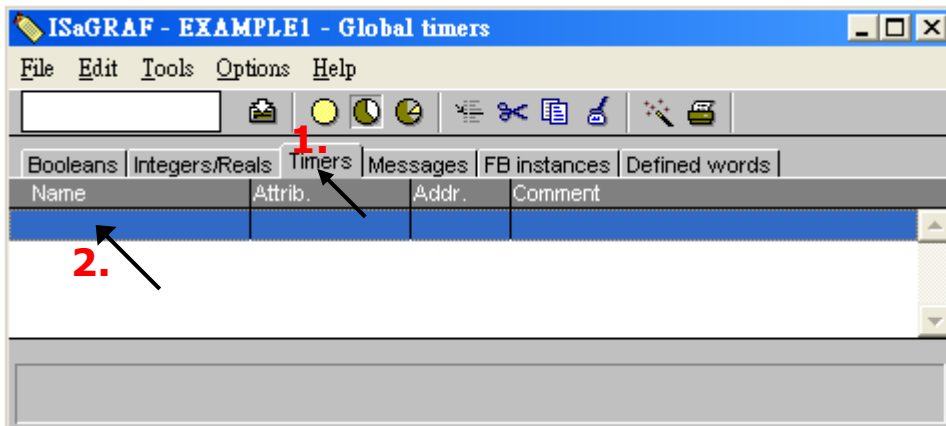 ISaGRAF - EXAMPLE1 - Global timers
File Edit Tools Options Help
1.
Booleans Integers/Reals Timers Messages FB instances Defined words
Name Attrib. Addr. Comment
2.